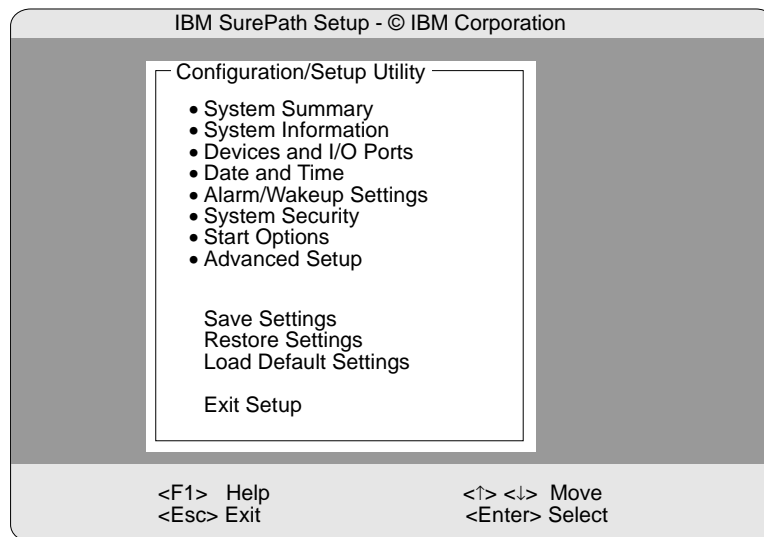 IBM SurePath Setup - © IBM Corporation
Configuration/Setup Utility
• System Summary
• System Information
• Devices and I/O Ports
• Date and Time
• Alarm/Wakeup Settings
• System Security
• Start Options
• Advanced Setup
Save Settings
Restore Settings
Load Default Settings
Exit Setup
<F1> Help <↑> <↓> Move
<Esc> Exit <Enter> Select